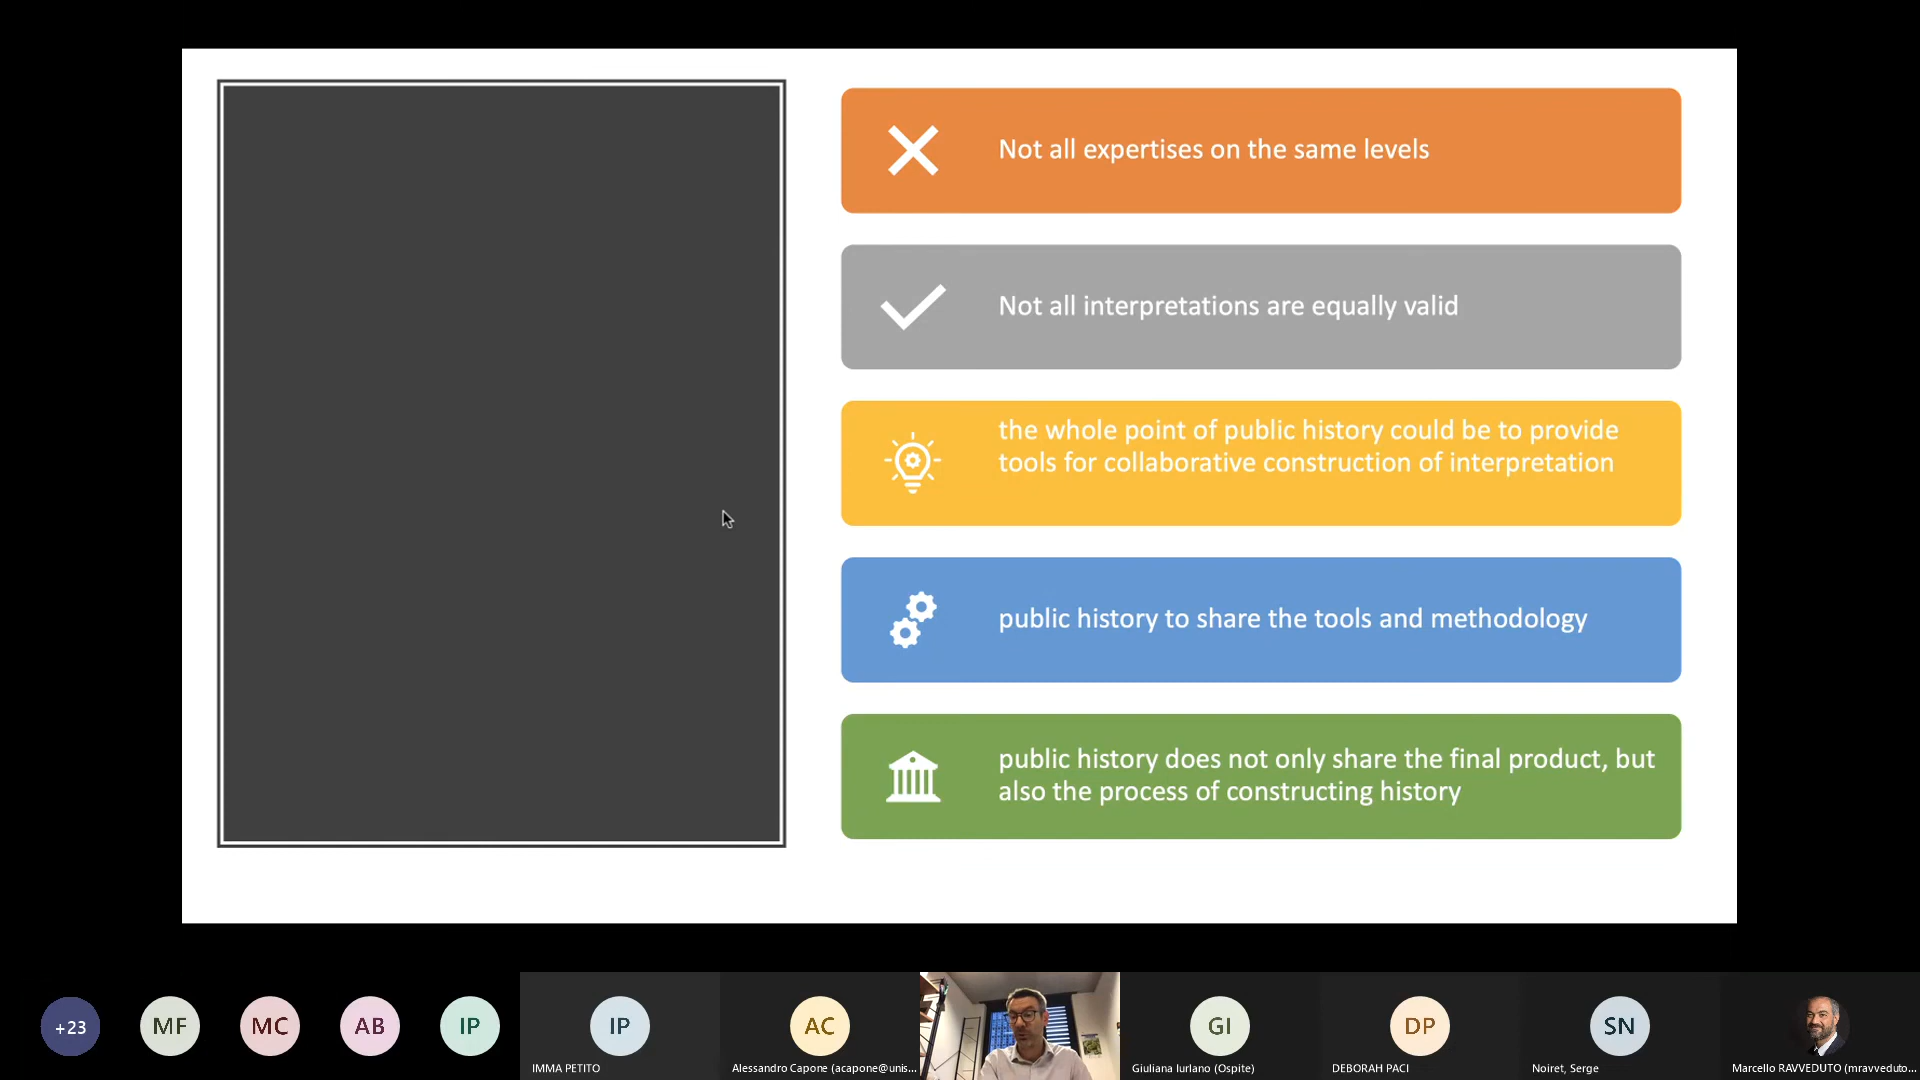 Not all expertises on the same levels
Not all interpretations are equally valid
the whole point of public history could be to provide
tools for collaborative construction of interpretation
public history to share the tools and methodology
public history does not only share the final product, but
also the process of constructing history
+23
MF
MC
AB
IP
IP
IMMA PETITO
AC
Alessandro Capone (acapone@unis...
GI
Giuliana Iurlano (Ospite)
DP
DEBORAH PACI
SN
Noiret, Serge
Marcello RAVVEDUTO (mravveduto...